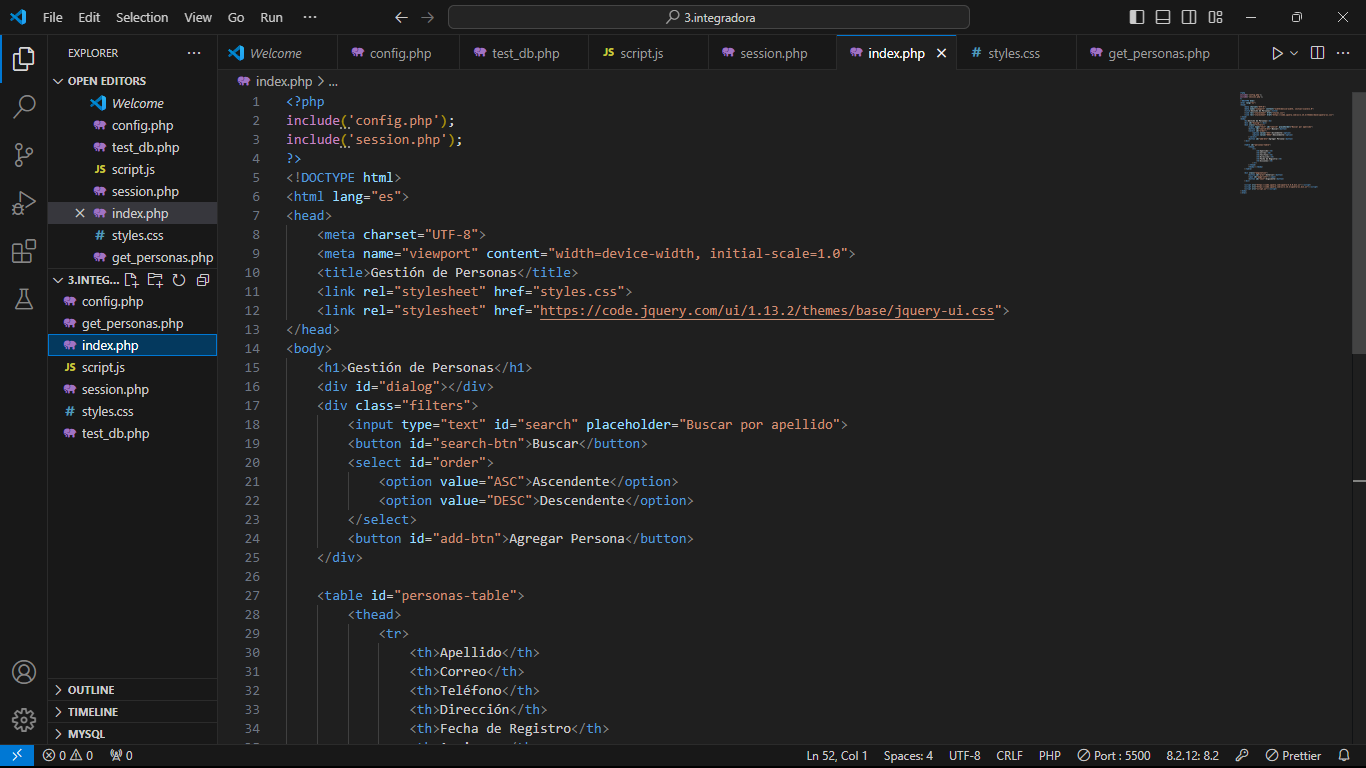 File Edit Selection View Go Run ··· 3.integradora
EXPLORER ···
OPEN EDITORS
Welcome
config.php
test_db.php
JS script.js
session.php
index.php
# styles.css
get_personas.php
3.INTEG...
config.php
get_personas.php
index.php
JS script.js
session.php
# styles.css
test_db.php
OUTLINE
TIMELINE
MYSQL
Welcome config.php test_db.php JS script.js session.php index.php # styles.css get_personas.php ···
index.php > ...
1 <?php
2 include('config.php');
3 include('session.php');
4 ?>
5 <!DOCTYPE html>
6 <html lang="es">
7 <head>
8 <meta charset="UTF-8">
9 <meta name="viewport" content="width=device-width, initial-scale=1.0">
10 <title>Gestión de Personas</title>
11 <link rel="stylesheet" href="styles.css">
12 <link rel="stylesheet" href="https://code.jquery.com/ui/1.13.2/themes/base/jquery-ui.css">
13 </head>
14 <body>
15 <h1>Gestión de Personas</h1>
16 <div id="dialog"></div>
17 <div class="filters">
18 <input type="text" id="search" placeholder="Buscar por apellido">
19 <button id="search-btn">Buscar</button>
20 <select id="order">
21 <option value="ASC">Ascendente</option>
22 <option value="DESC">Descendente</option>
23 </select>
24 <button id="add-btn">Agregar Persona</button>
25 </div>
26
27 <table id="personas-table">
28 <thead>
29 <tr>
30 <th>Apellido</th>
31 <th>Correo</th>
32 <th>Teléfono</th>
33 <th>Dirección</th>
34 <th>Fecha de Registro</th>
0 0 0 Ln 52, Col 1 Spaces: 4 UTF-8 CRLF PHP Port : 5500 8.2.12: 8.2 Prettier